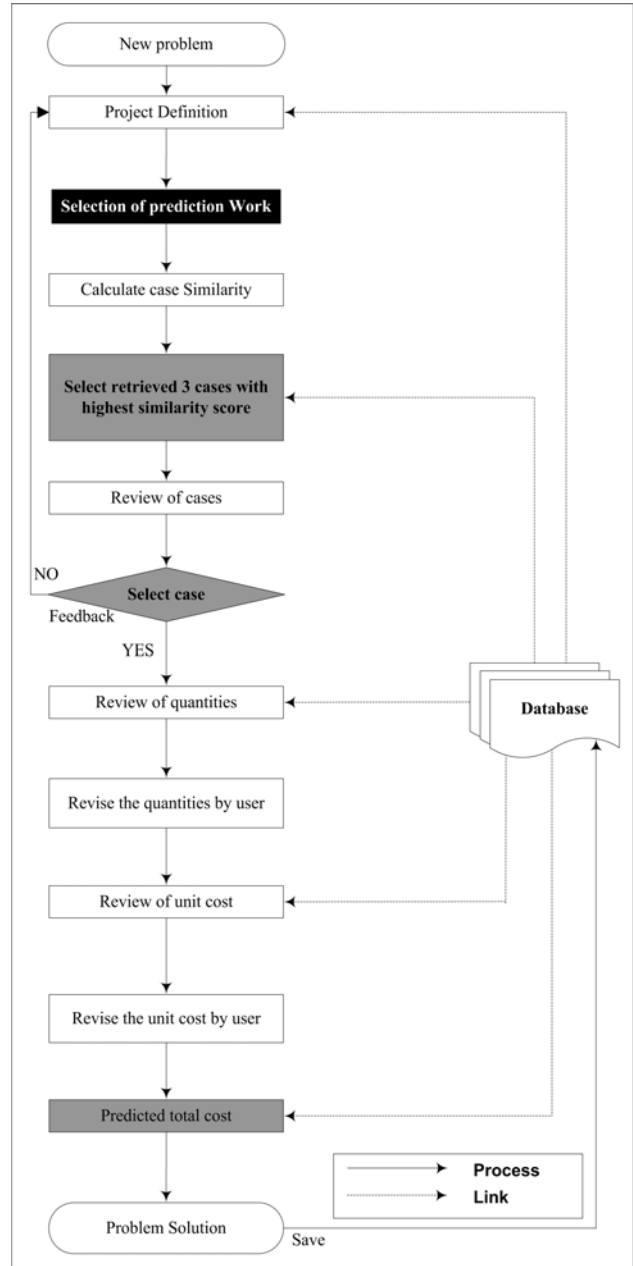 New problem
Project Definition
Selection of prediction Work
Calculate case Similarity
Select retrieved 3 cases with
highest similarity score
Review of cases
NO
Select case
Feedback
YES
Review of quantities
Database
Revise the quantities by user
Review of unit cost
Revise the unit cost by user
Predicted total cost
Process
Link
Problem Solution
Save